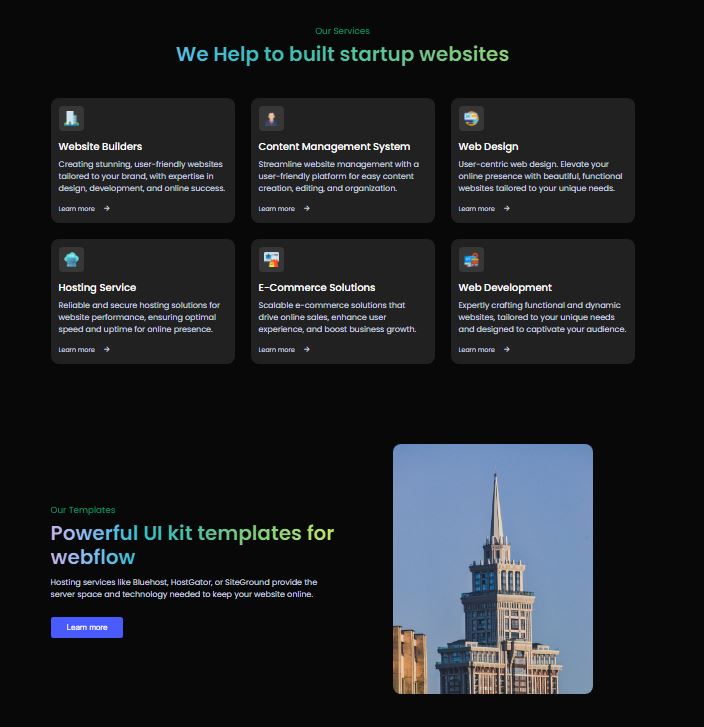 Our Services
We Help to built startup websites
Website Builders
Creating stunning, user-friendly websites
tailored to your brand, with expertise in
design, development, and online success.
Learn more
Content Management System
Streamline website management with a
user-friendly platform for easy content
creation, editing, and organization.
Learn more
Web Design
User-centric web design. Elevate your
online presence with beautiful, functional
websites tailored to your unique needs.
Learn more
Hosting Service
Reliable and secure hosting solutions for
website performance, ensuring optimal
speed and uptime for online presence.
Learn more
E-Commerce Solutions
Scalable e-commerce solutions that
drive online sales, enhance user
experience, and boost business growth.
Learn more
Web Development
Expertly crafting functional and dynamic
websites, tailored to your unique needs
and designed to captivate your audience.
Learn more
Our Templates
Powerful UI kit templates for
webflow
Hosting services like Bluehost, HostGator, or SiteGround provide the
server space and technology needed to keep your website online.
Learn more